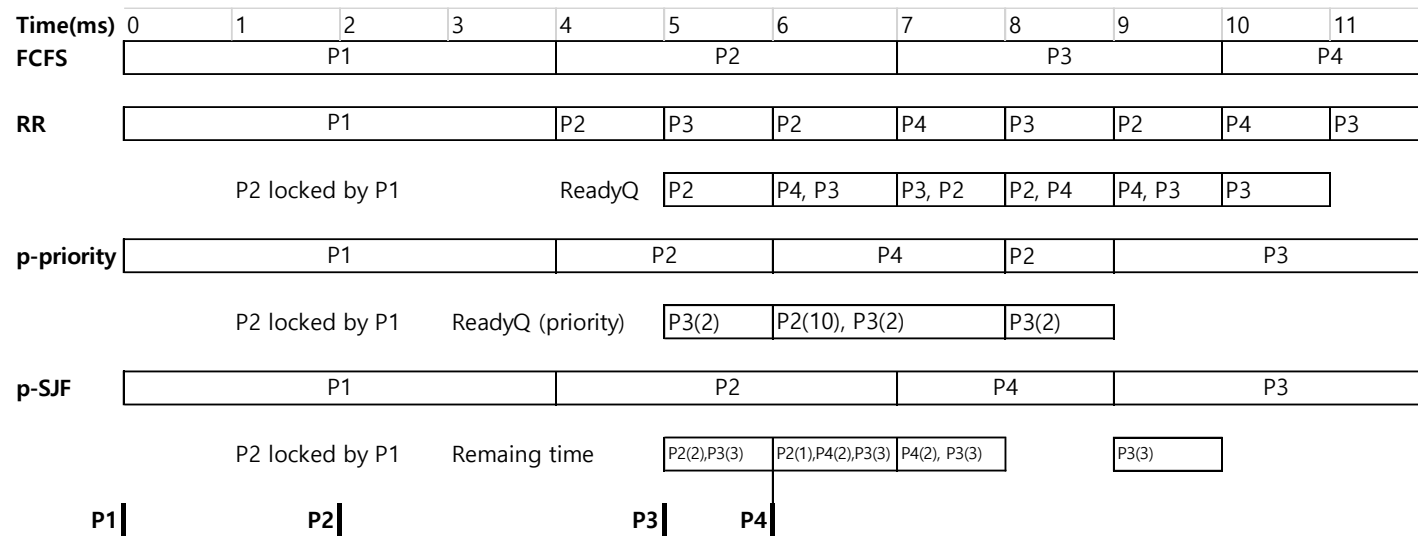 Time(ms) 0 1 2 3 4 5 6 7 8 9 10 11
FCFS P1 P2 P3 P4
RR P1 P2 P3 P2 P4 P3 P2 P4 P3
P2 locked by P1 ReadyQ P2 P4, P3 P3, P2 P2, P4 P4, P3 P3
p-priority P1 P2 P4 P2 P3
P2 locked by P1 ReadyQ (priority) P3(2) P2(10), P3(2) P3(2)
p-SJF P1 P2 P4 P3
P2 locked by P1 Remaing time P2(2),P3(3) P2(1),P4(2),P3(3) P4(2), P3(3) P3(3)
P1 P2 P3 P4